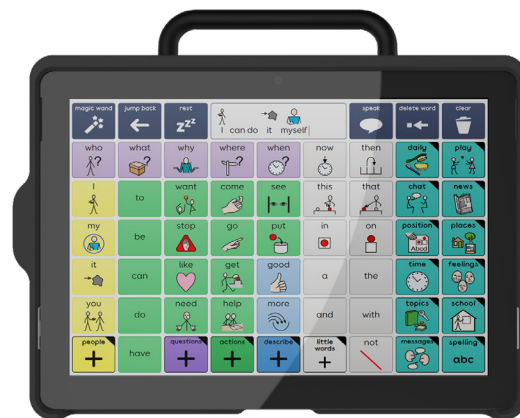 magic wand jump back rest speak delete word clear
zzz
I can do it myself
who what why where when now then daily play
I to want come see this that chat news
my be stop go put in on position places
Abcd
it can like get good a the time feelings
you do need help more and with topics school
people have questions actions describe little words not messages spelling
abc